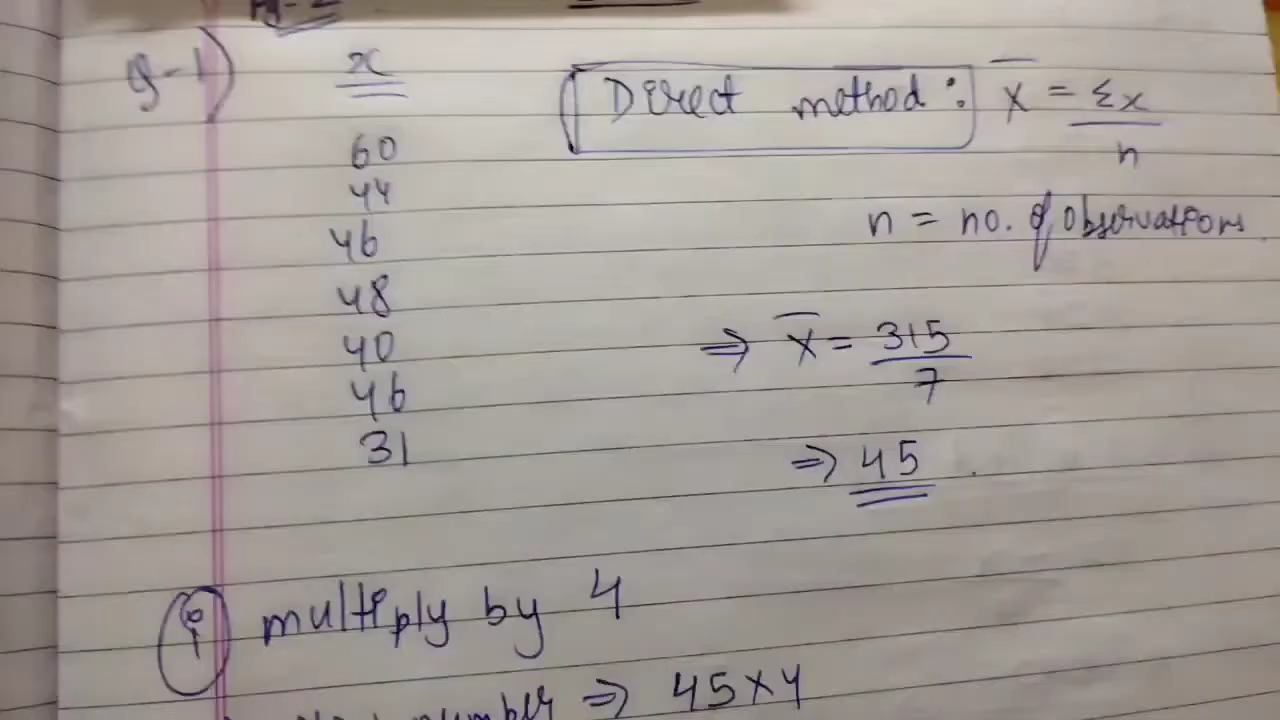 Q-1) x
Direct method: X̅ = Σx/n
60
44
46
n = no. of observations
48
40
⇒ X̅ = 315/7
46
31
⇒ 45
(i) multiply by 4
number ⇒ 45×4